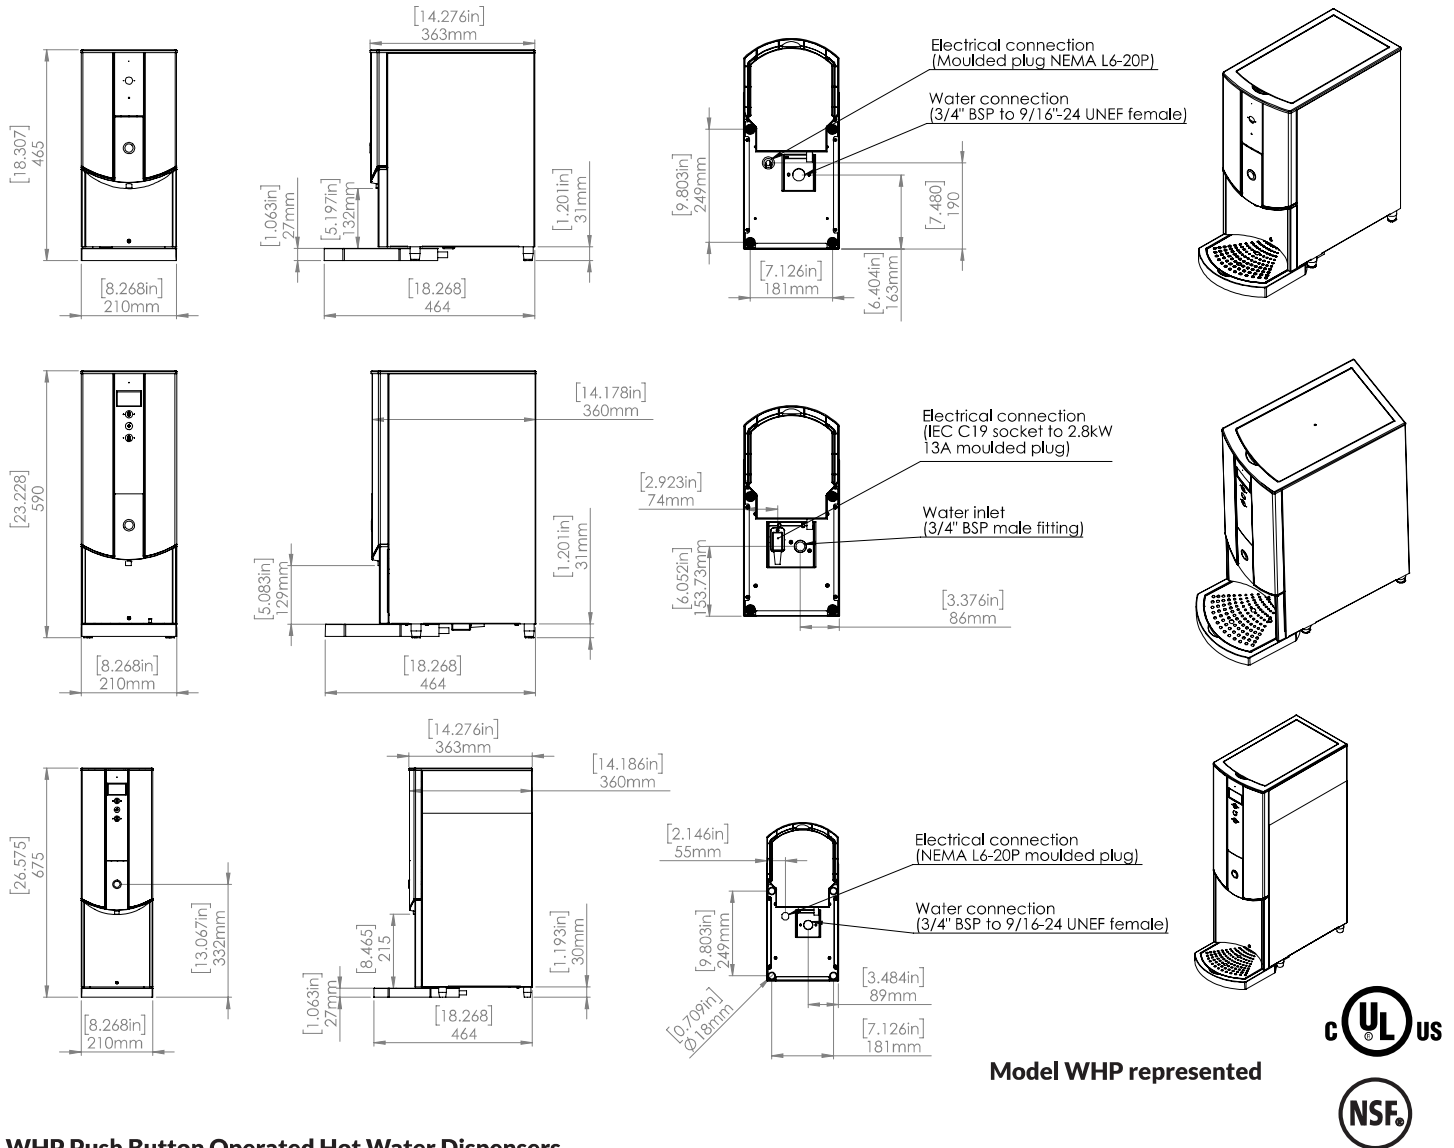 [14.276in]
363mm
[18.307]
465
[1.063in]
27mm
[5.197in]
132mm
[1.201in]
31mm
[8.268in]
210mm
[18.268]
464
Electrical connection
(Moulded plug NEMA L6-20P)
Water connection
(3/4" BSP to 9/16"-24 UNEF female)
[9.803in]
249mm
[7.480]
190
[7.126in]
181mm
[6.404in]
163mm
[14.178in]
360mm
[23.228]
590
[5.083in]
129mm
[1.201in]
31mm
[8.268in]
210mm
[18.268]
464
Electrical connection
(IEC C19 socket to 2.8kW
13A moulded plug)
[2.923in]
74mm
Water inlet
(3/4" BSP male fitting)
[6.052in]
153.73mm
[3.376in]
86mm
[14.276in]
363mm
[14.186in]
360mm
[26.575]
675
[13.067in]
332mm
[8.465]
215
[1.193in]
30mm
[1.063in]
27mm
[8.268in]
210mm
[18.268]
464
[2.146in]
55mm
Electrical connection
(NEMA L6-20P moulded plug)
Water connection
(3/4" BSP to 9/16-24 UNEF female)
[9.803in]
249mm
[3.484in]
89mm
[0.709in]
Ø18mm
[7.126in]
181mm
Model WHP represented
C UL ® US
NSF®
WHP Push Button Operated Hot Water Dispensers